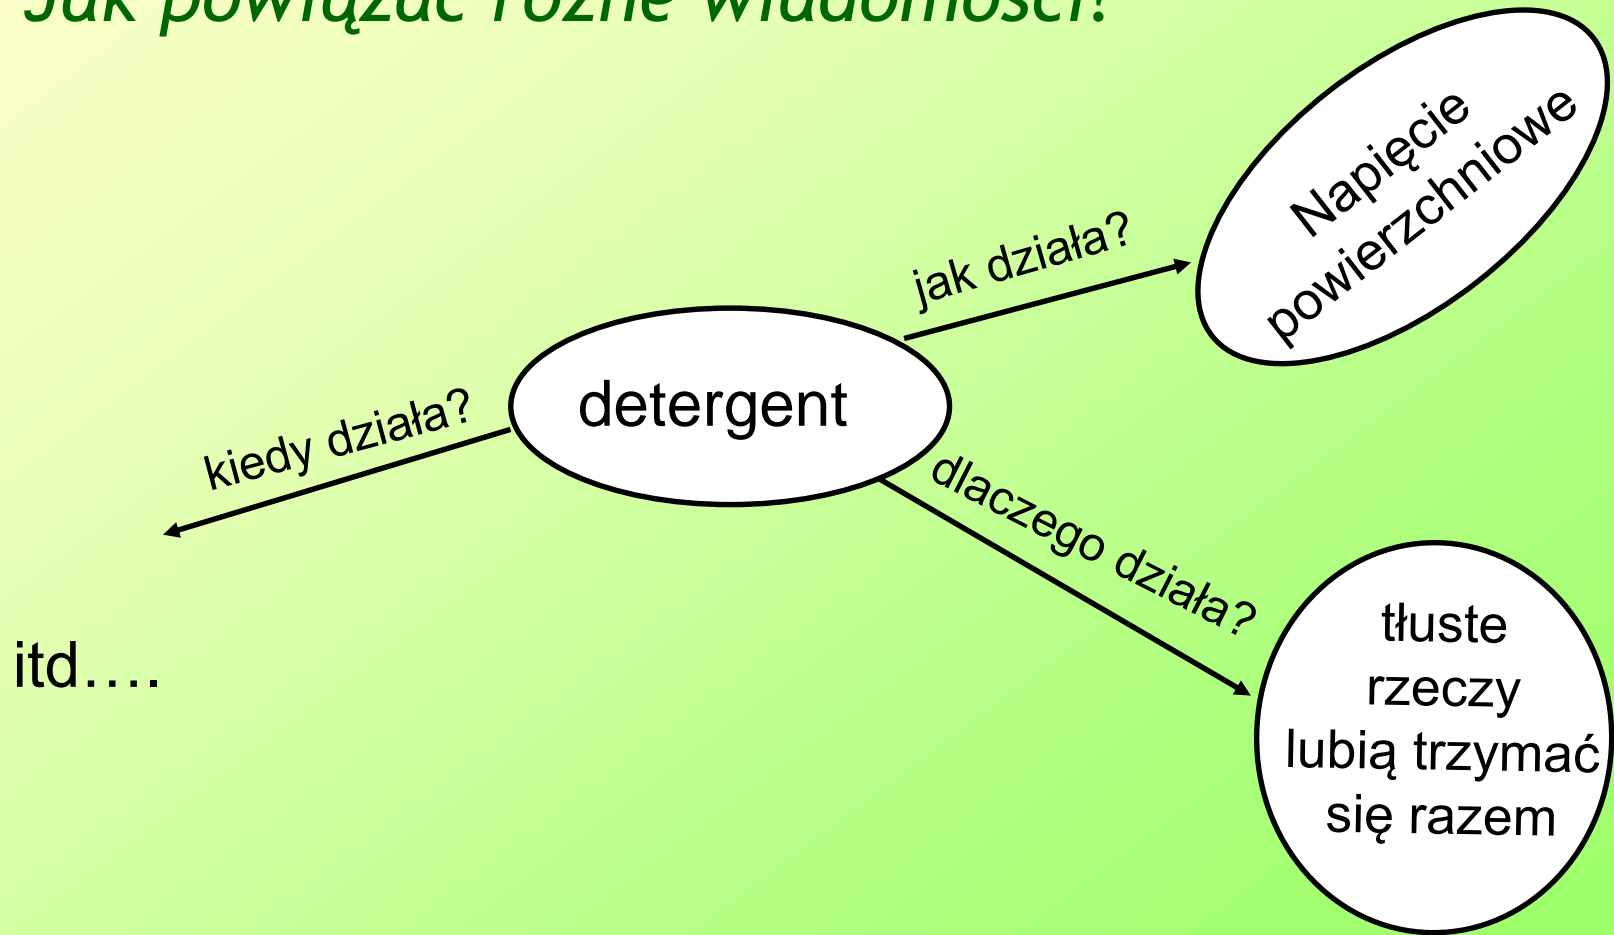 Jak powiązać różne wiadomości?
Napięcie
powierzchniowe
jak działa?
detergent
kiedy działa?
dlaczego działa?
itd….
tłuste
rzeczy
lubią trzymać
się razem